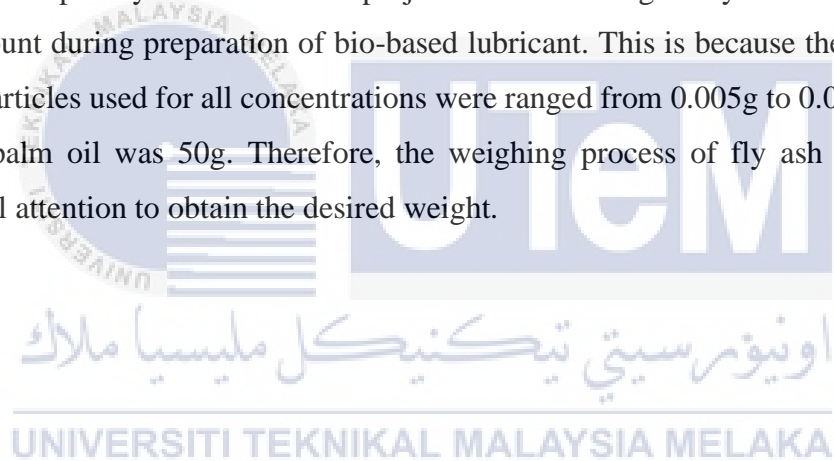 ount during preparation of bio-based lubricant. This is because the
articles used for all concentrations were ranged from 0.005g to 0.0
palm oil was 50g. Therefore, the weighing process of fly ash
l attention to obtain the desired weight.
UTeM
اونيۏرسيتي تيكنيكل مليسيا ملاك
UNIVERSITI TEKNIKAL MALAYSIA MELAKA